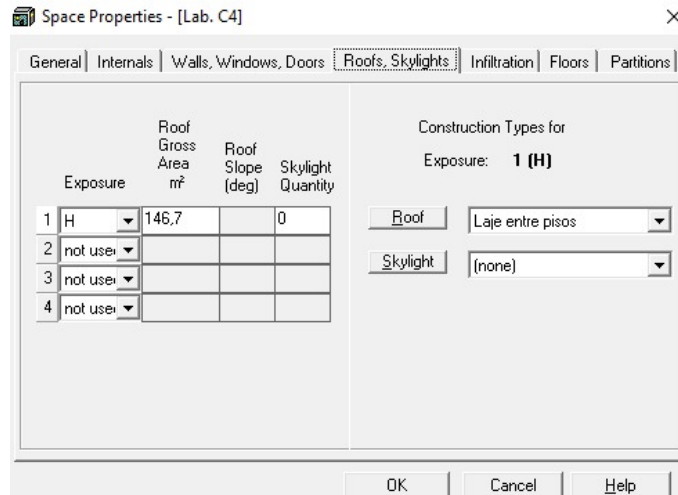 Space Properties - [Lab. C4]
General Internals Walls, Windows, Doors Roofs, Skylights Infiltration Floors Partitions
Exposure Roof Gross Area m² Roof Slope (deg) Skylight Quantity
1 H 146,7 0
2 not use
3 not use
4 not use
Construction Types for
Exposure: 1 (H)
Roof Laje entre pisos
Skylight (none)
OK Cancel Help